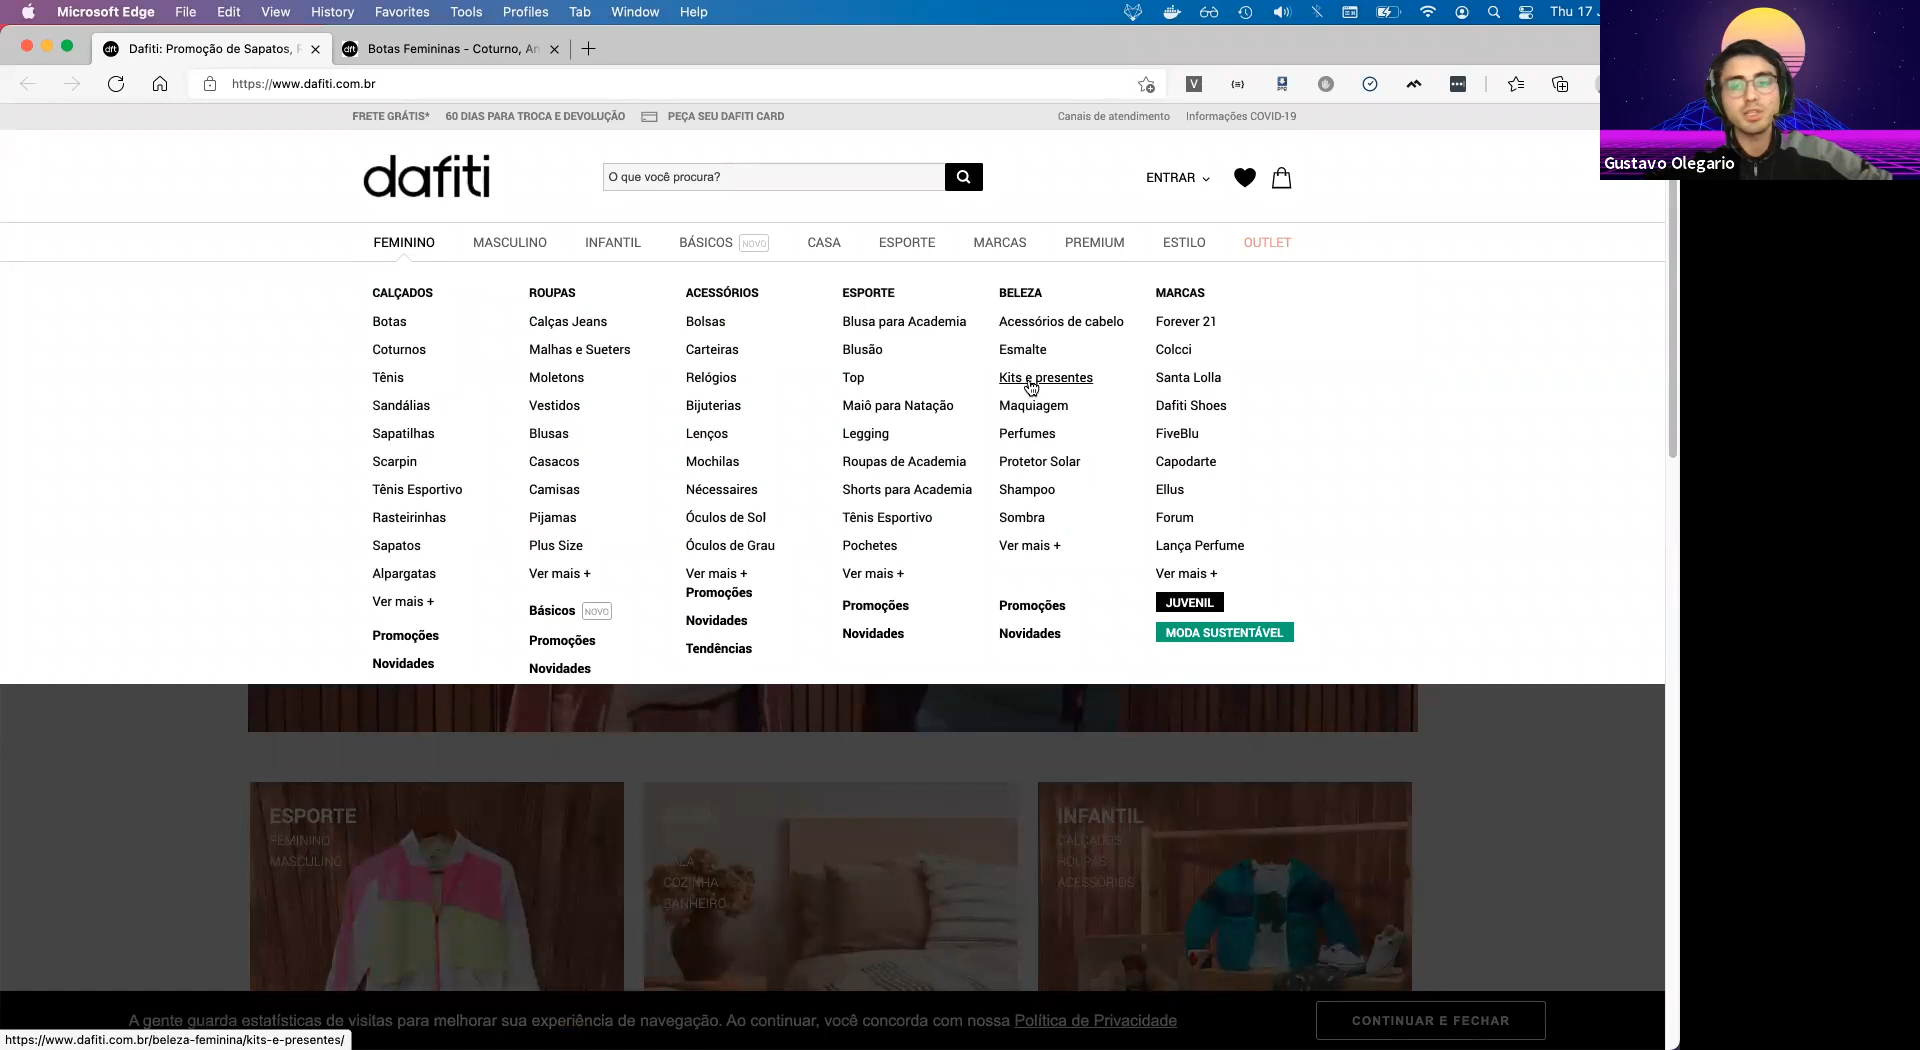 Microsoft Edge File Edit View History Favorites Tools Profiles Tab Window Help Thu 17
Dafiti: Promoção de Sapatos, Botas Femininas - Coturno, An
https://www.dafiti.com.br
Gustavo Olegario
FRETE GRÁTIS* 60 DIAS PARA TROCA E DEVOLUÇÃO PEÇA SEU DAFITI CARD Canais de atendimento Informações COVID-19
dafiti
O que você procura?
ENTRAR
FEMININO MASCULINO INFANTIL BÁSICOS NOVO CASA ESPORTE MARCAS PREMIUM ESTILO OUTLET
CALÇADOS
Botas
Coturnos
Tênis
Sandálias
Sapatilhas
Scarpin
Tênis Esportivo
Rasteirinhas
Sapatos
Alpargatas
Ver mais +
Promoções
Novidades
ROUPAS
Calças Jeans
Malhas e Sueters
Moletons
Vestidos
Blusas
Casacos
Camisas
Pijamas
Plus Size
Ver mais +
Básicos NOVO
Promoções
Novidades
ACESSÓRIOS
Bolsas
Carteiras
Relógios
Bijuterias
Lenços
Mochilas
Nécessaires
Óculos de Sol
Óculos de Grau
Ver mais +
Promoções
Novidades
Tendências
ESPORTE
Blusa para Academia
Blusão
Top
Maiô para Natação
Legging
Roupas de Academia
Shorts para Academia
Tênis Esportivo
Pochetes
Ver mais +
Promoções
Novidades
BELEZA
Acessórios de cabelo
Esmalte
Kits e presentes
Maquiagem
Perfumes
Protetor Solar
Shampoo
Sombra
Ver mais +
Promoções
Novidades
MARCAS
Forever 21
Colcci
Santa Lolla
Dafiti Shoes
FiveBlu
Capodarte
Ellus
Forum
Lança Perfume
Ver mais +
JUVENIL
MODA SUSTENTÁVEL
ESPORTE
FEMININO
MASCULINO
COZINHA
BANHEIRO
INFANTIL
CALÇADOS
ROUPAS
ACESSÓRIOS
A gente guarda estatísticas de visitas para melhorar sua experiência de navegação. Ao continuar, você concorda com nossa Política de Privacidade
CONTINUAR E FECHAR
https://www.dafiti.com.br/beleza-feminina/kits-e-presentes/